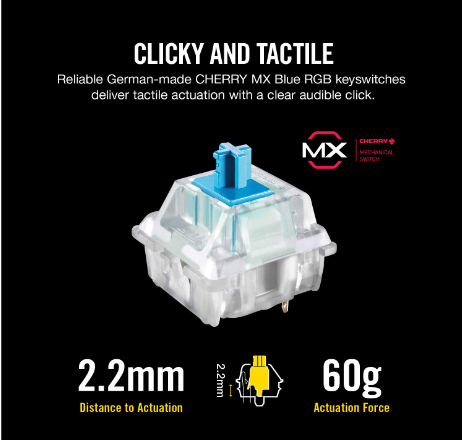 CLICKY AND TACTILE
Reliable German-made CHERRY MX Blue RGB keyswitches
deliver tactile actuation with a clear audible click.
MX
CHERRY
MECHANICAL
SWITCH
2.2mm
Distance to Actuation
2.2mm
60g
Actuation Force